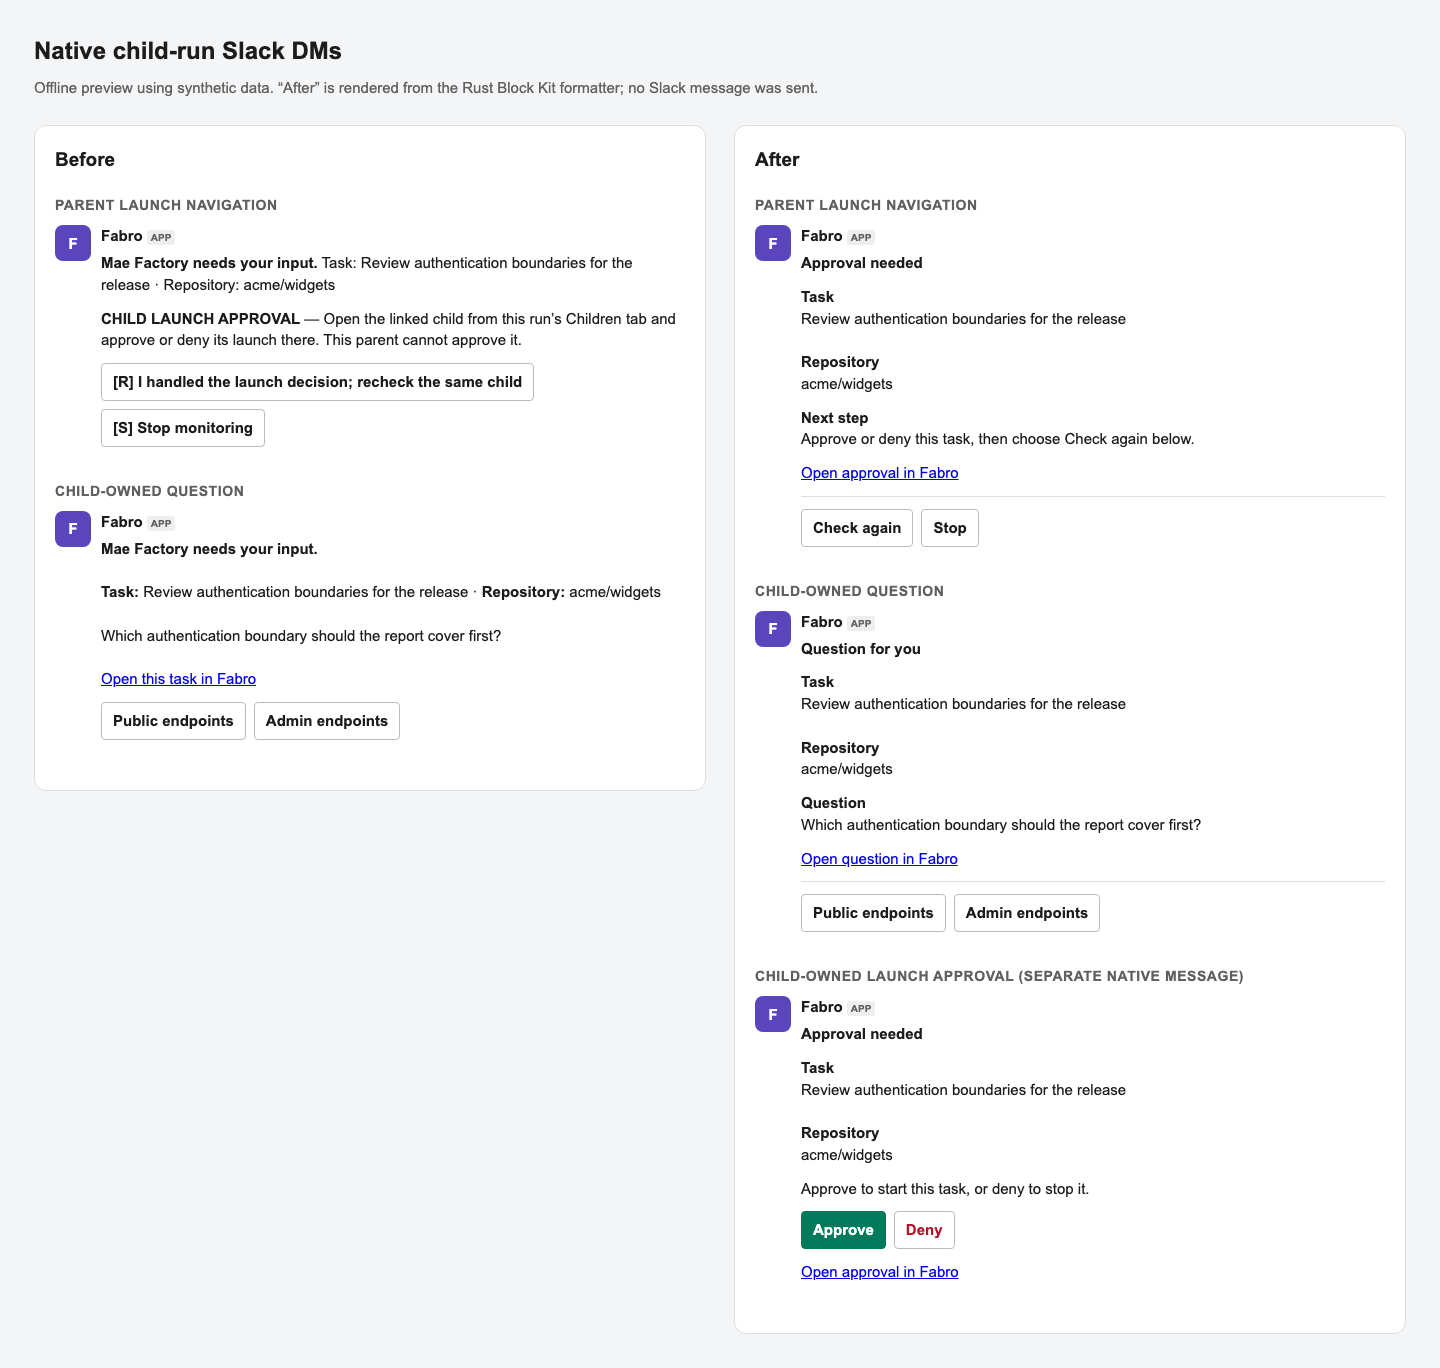 Native child-run Slack DMs
Offline preview using synthetic data. “After” is rendered from the Rust Block Kit formatter; no Slack message was sent.
Before
PARENT LAUNCH NAVIGATION
F
Fabro APP
Mae Factory needs your input. Task: Review authentication boundaries for the
release · Repository: acme/widgets
CHILD LAUNCH APPROVAL — Open the linked child from this run’s Children tab and
approve or deny its launch there. This parent cannot approve it.
[R] I handled the launch decision; recheck the same child
[S] Stop monitoring
CHILD-OWNED QUESTION
F
Fabro APP
Mae Factory needs your input.
Task: Review authentication boundaries for the release · Repository: acme/widgets
Which authentication boundary should the report cover first?
Open this task in Fabro
Public endpoints
Admin endpoints
After
PARENT LAUNCH NAVIGATION
F
Fabro APP
Approval needed
Task
Review authentication boundaries for the release
Repository
acme/widgets
Next step
Approve or deny this task, then choose Check again below.
Open approval in Fabro
Check again
Stop
CHILD-OWNED QUESTION
F
Fabro APP
Question for you
Task
Review authentication boundaries for the release
Repository
acme/widgets
Question
Which authentication boundary should the report cover first?
Open question in Fabro
Public endpoints
Admin endpoints
CHILD-OWNED LAUNCH APPROVAL (SEPARATE NATIVE MESSAGE)
F
Fabro APP
Approval needed
Task
Review authentication boundaries for the release
Repository
acme/widgets
Approve to start this task, or deny to stop it.
Approve
Deny
Open approval in Fabro